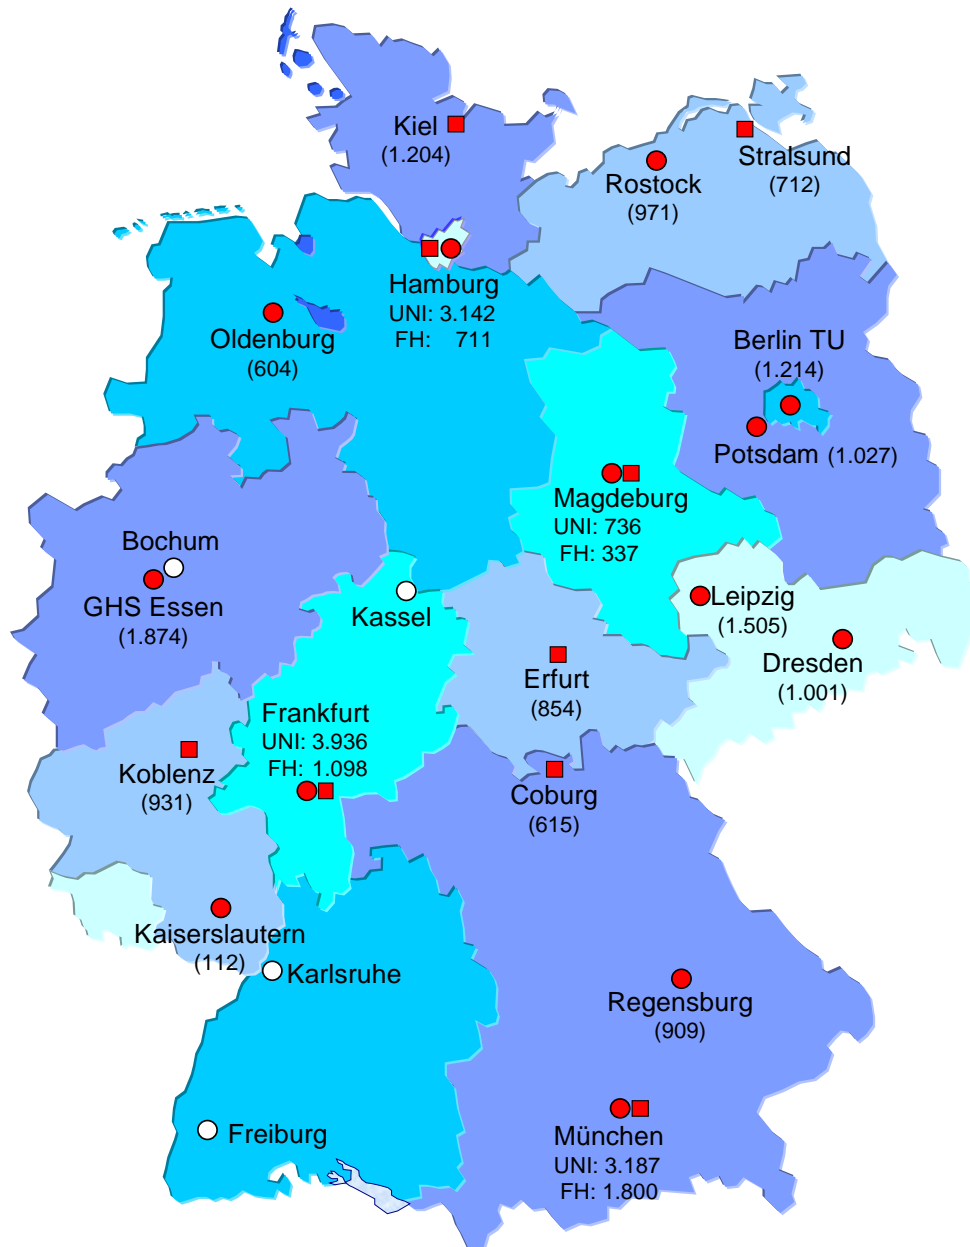 Kiel
(1.204)
Stralsund
(712)
Rostock
(971)
Hamburg
UNI: 3.142
FH: 711
Oldenburg
(604)
Berlin TU
(1.214)
Potsdam (1.027)
Magdeburg
UNI: 736
FH: 337
Bochum
GHS Essen
(1.874)
Kassel
Leipzig
(1.505)
Dresden
(1.001)
Erfurt
(854)
Frankfurt
UNI: 3.936
FH: 1.098
Koblenz
(931)
Coburg
(615)
Kaiserslautern
(112)
Karlsruhe
Regensburg
(909)
Freiburg
München
UNI: 3.187
FH: 1.800